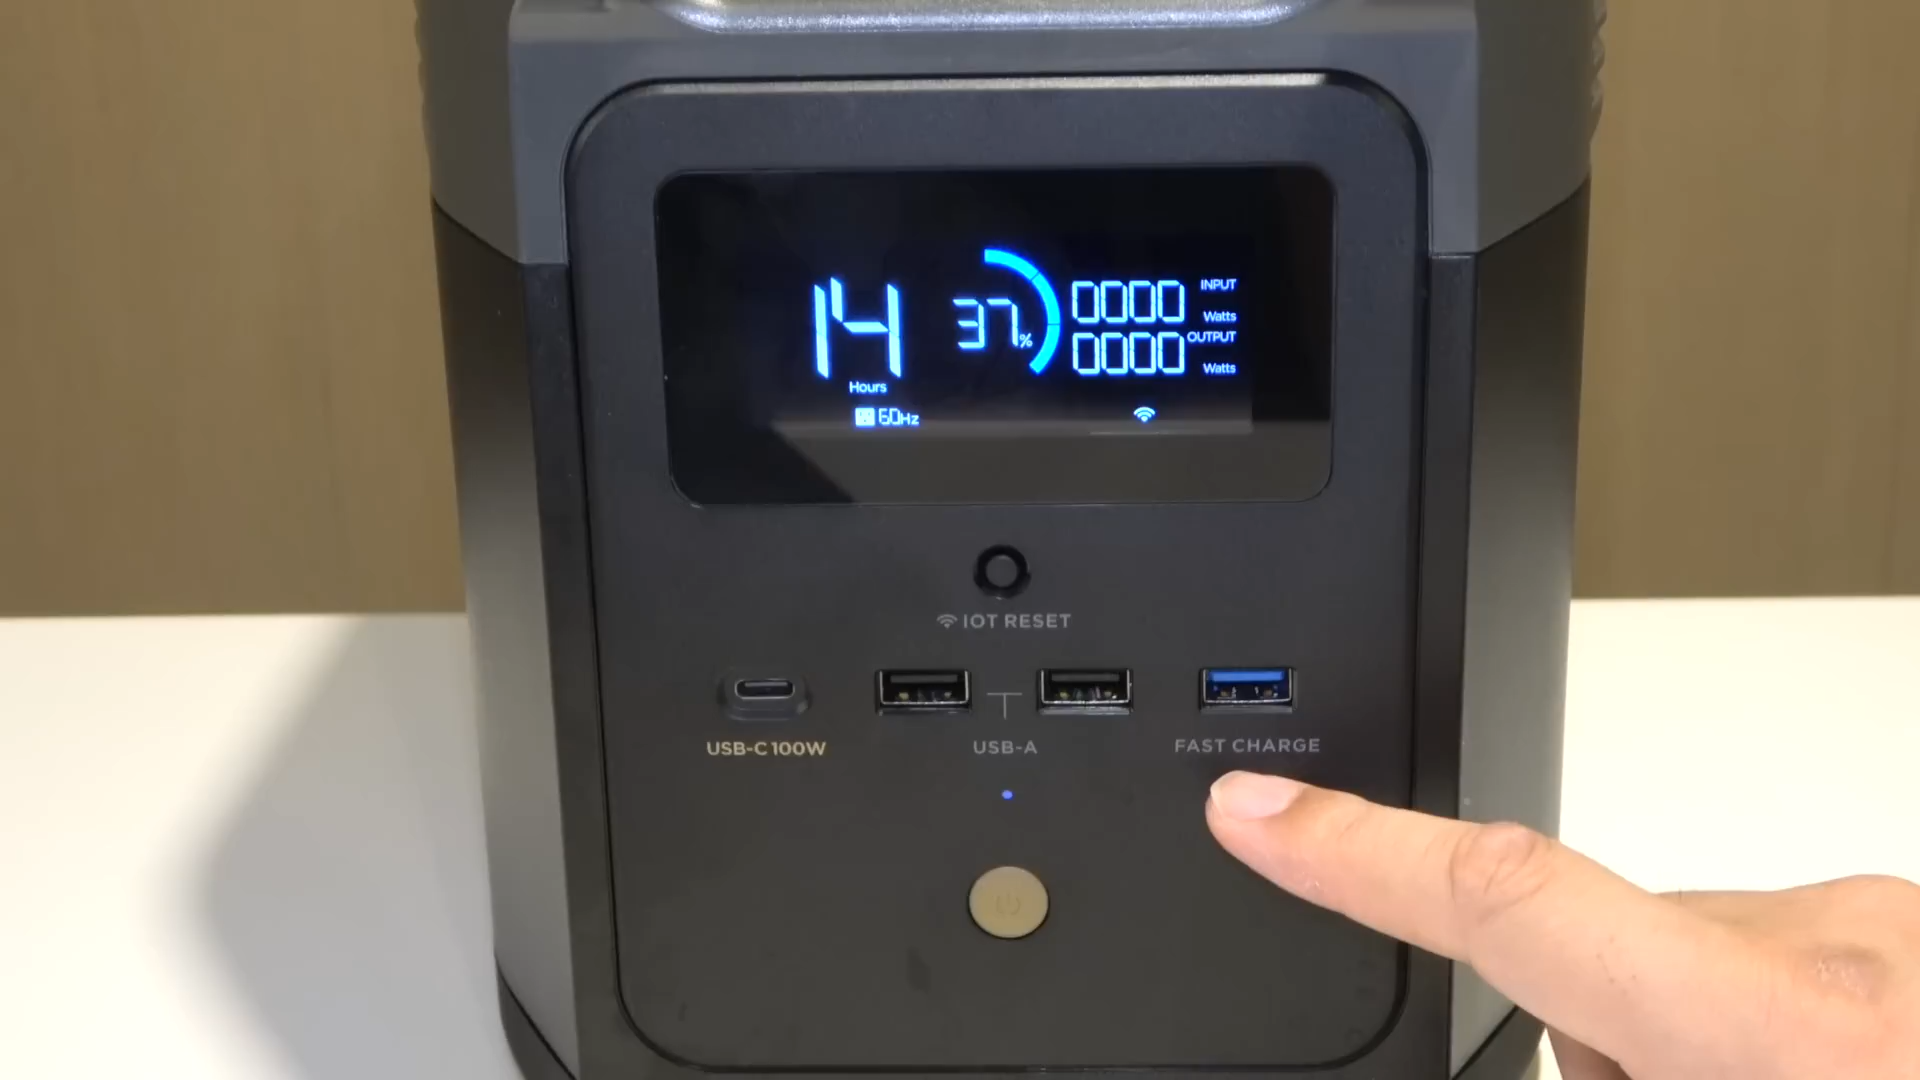 14
Hours
60Hz
37%
0000 INPUT
Watts
0000 OUTPUT
Watts
IOT RESET
USB-C 100W
USB-A
FAST CHARGE